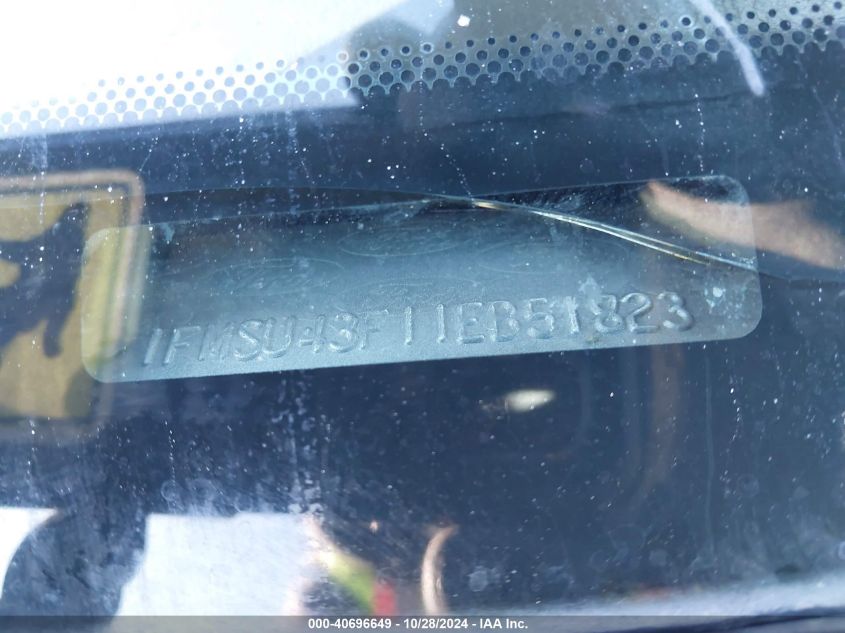 1FMSU43F11EB51823
000-40696649 - 10/28/2024 - IAA Inc.